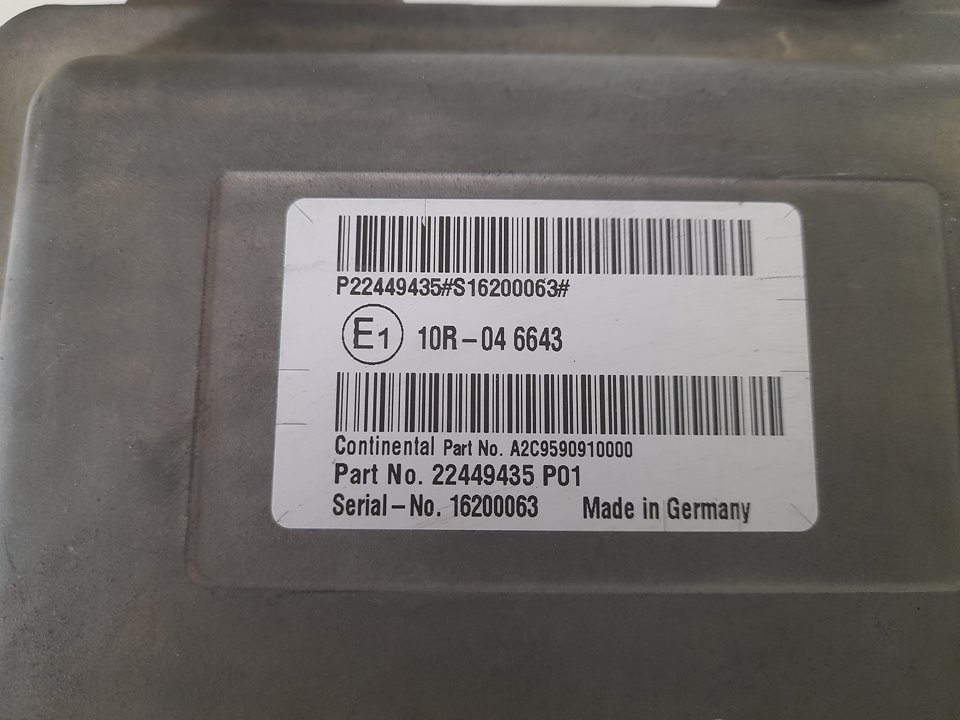 P22449435#S16200063#
E1 10R-04 6643
Continental Part No. A2C9590910000
Part No. 22449435 P01
Serial-No. 16200063 Made in Germany